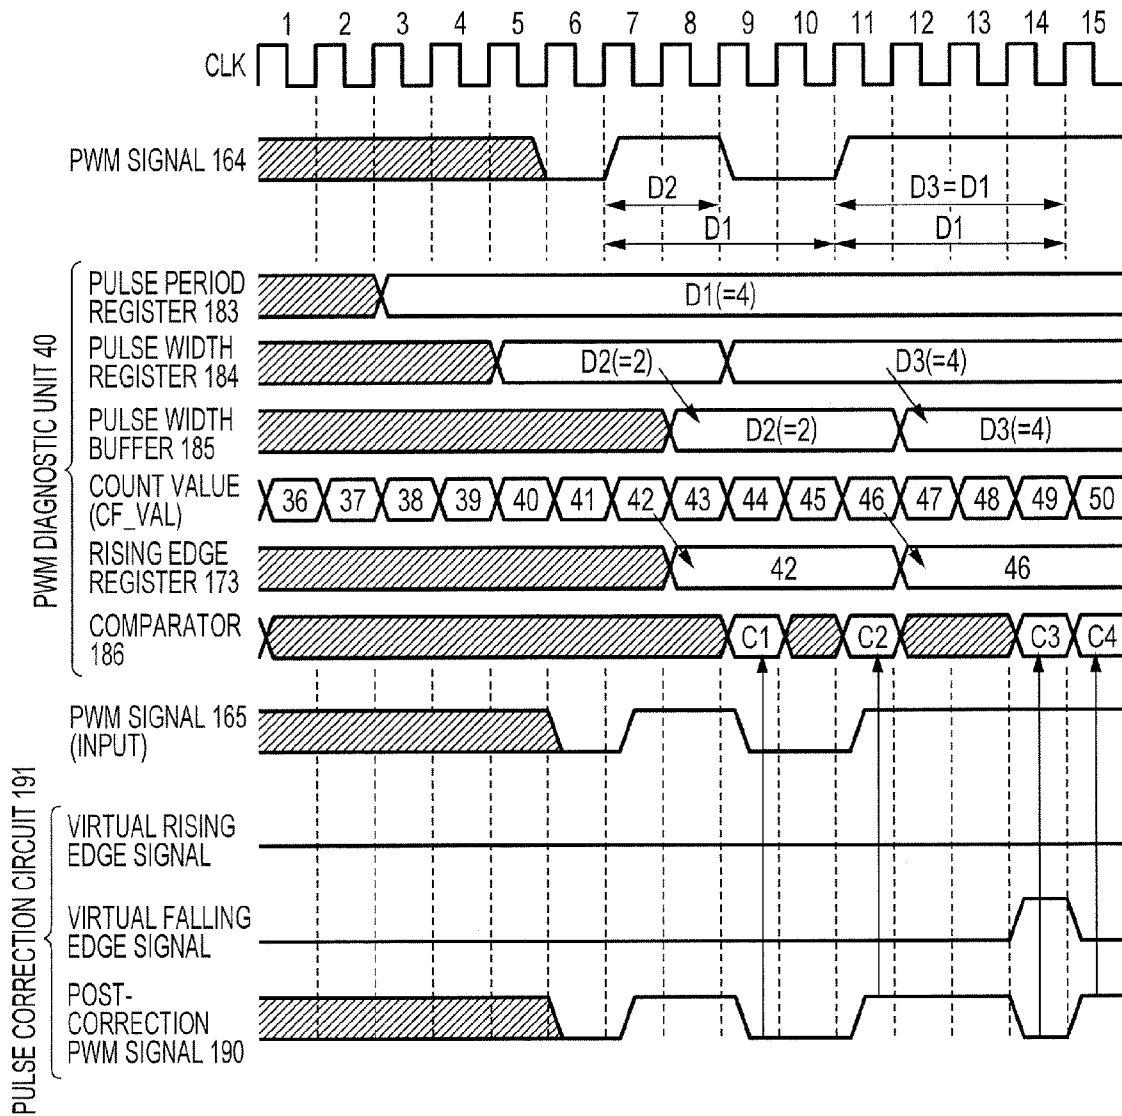 1 2 3 4 5 6 7 8 9 10 11 12 13 14 15
CLK
PWM SIGNAL 164
D2
D3=D1
D1
D1
PWM DIAGNOSTIC UNIT 40
PULSE PERIOD
REGISTER 183
D1(=4)
PULSE WIDTH
REGISTER 184
D2(=2)
D3(=4)
PULSE WIDTH
BUFFER 185
D2(=2)
D3(=4)
COUNT VALUE
(CF_VAL)
36 37 38 39 40 41 42 43 44 45 46 47 48 49 50
RISING EDGE
REGISTER 173
42
46
COMPARATOR
186
C1 C2 C3 C4
PWM SIGNAL 165
(INPUT)
PULSE CORRECTION CIRCUIT 191
VIRTUAL RISING
EDGE SIGNAL
VIRTUAL FALLING
EDGE SIGNAL
POST-
CORRECTION
PWM SIGNAL 190